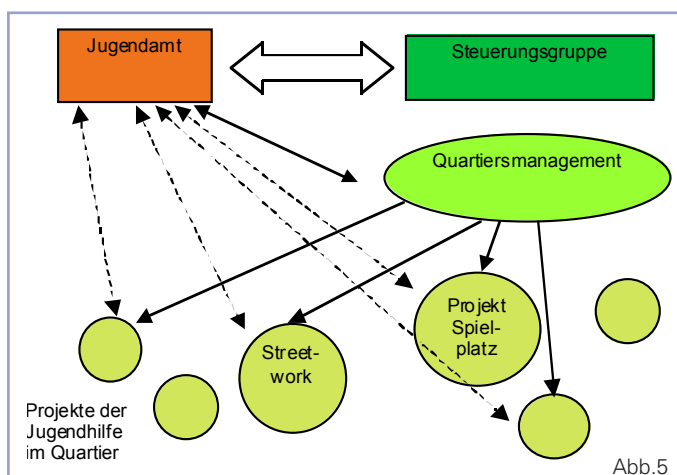 Jugendamt
Steuerungsgruppe
Quartiersmanagement
Projekt
Spiel-
platz
Street-
work
Projekte der
Jugendhilfe
im Quartier
Abb.5